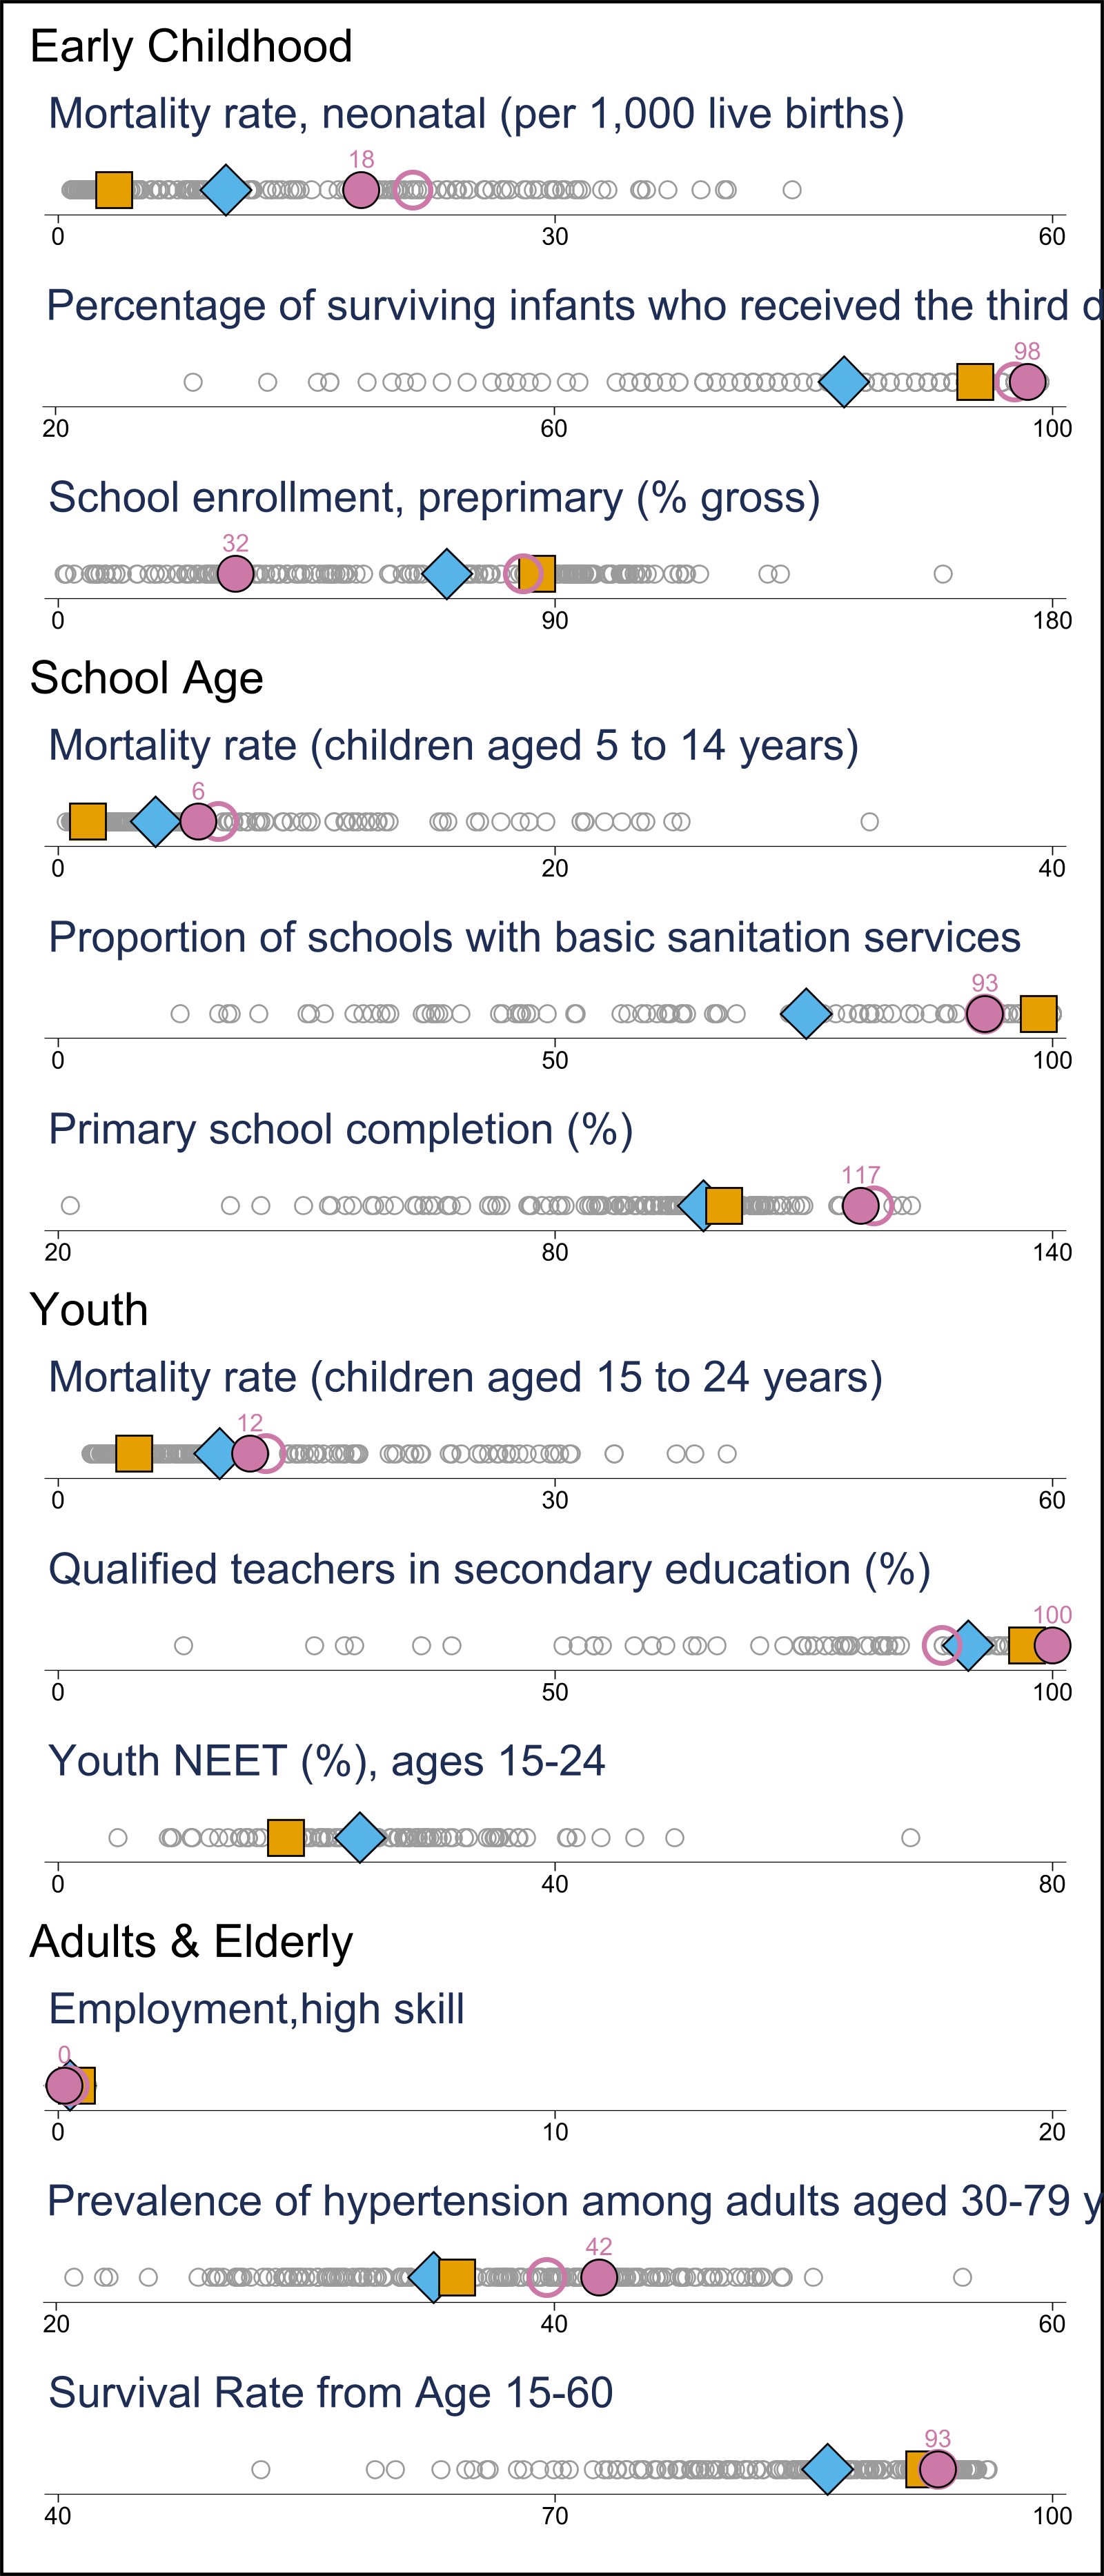 Early Childhood
Mortality rate, neonatal (per 1,000 live births)
18
0 30 60
Percentage of surviving infants who received the third d
98
20 60 100
School enrollment, preprimary (% gross)
32
0 90 180
School Age
Mortality rate (children aged 5 to 14 years)
6
0 20 40
Proportion of schools with basic sanitation services
93
0 50 100
Primary school completion (%)
117
20 80 140
Youth
Mortality rate (children aged 15 to 24 years)
12
0 30 60
Qualified teachers in secondary education (%)
100
0 50 100
Youth NEET (%), ages 15-24
0 40 80
Adults & Elderly
Employment,high skill
0
0 10 20
Prevalence of hypertension among adults aged 30-79 y
42
20 40 60
Survival Rate from Age 15-60
93
40 70 100